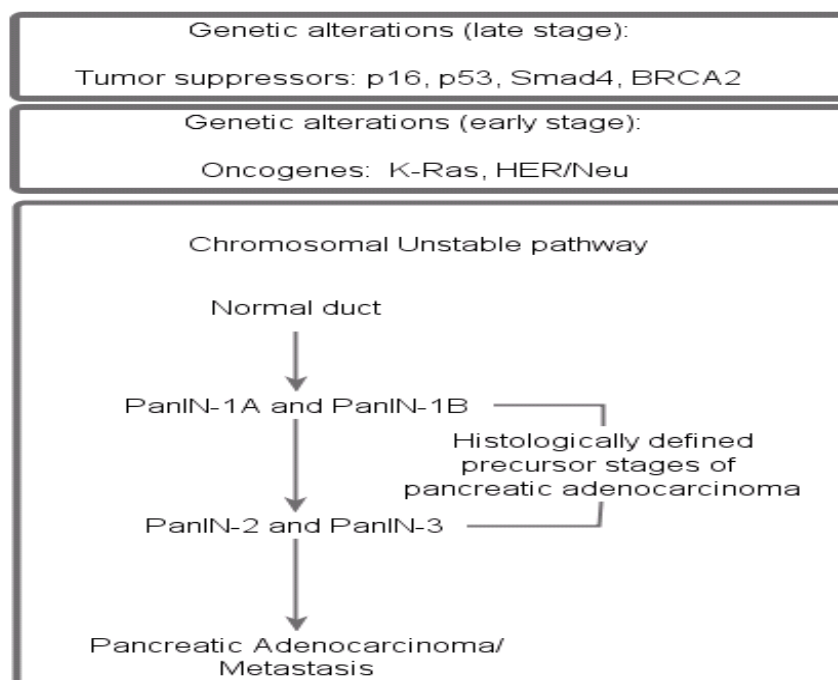 Genetic alterations (late stage):
Tumor suppressors: p16, p53, Smad4, BRCA2
Genetic alterations (early stage):
Oncogenes: K-Ras, HER/Neu
Chromosomal Unstable pathway
Normal duct
PanIN-1A and PanIN-1B
Histologically defined
precursor stages of
pancreatic adenocarcinoma
PanIN-2 and PanIN-3
Pancreatic Adenocarcinoma/
Metastasis